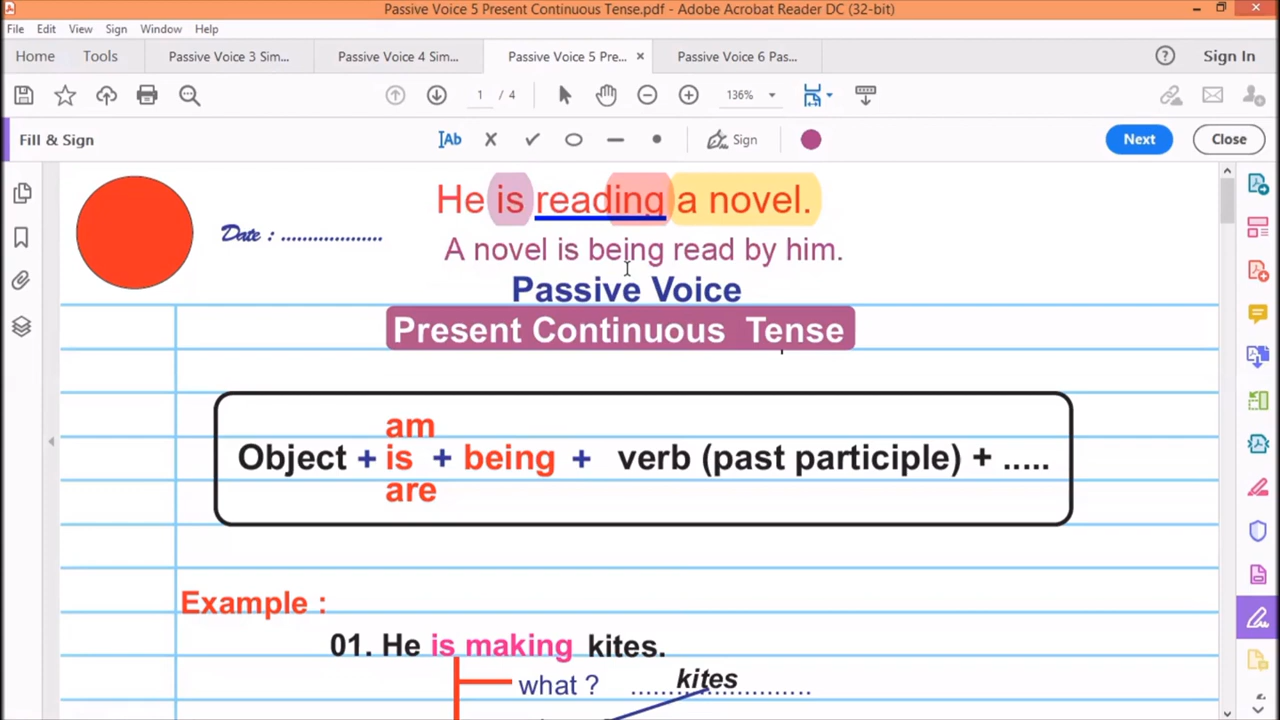 Passive Voice 5 Present Continuous Tense.pdf - Adobe Acrobat Reader DC (32-bit)
File Edit View Sign Window Help
Home Tools Passive Voice 3 Sim... Passive Voice 4 Sim... Passive Voice 5 Pre... × Passive Voice 6 Pas... Sign In
1 / 4 136%
Fill & Sign Ab Sign Next Close
He is reading a novel.
Date : ...................
A novel is being read by him.
Passive Voice
Present Continuous Tense
am
Object + is + being + verb (past participle) + .....
are
Example :
01. He is making kites.
what ? kites